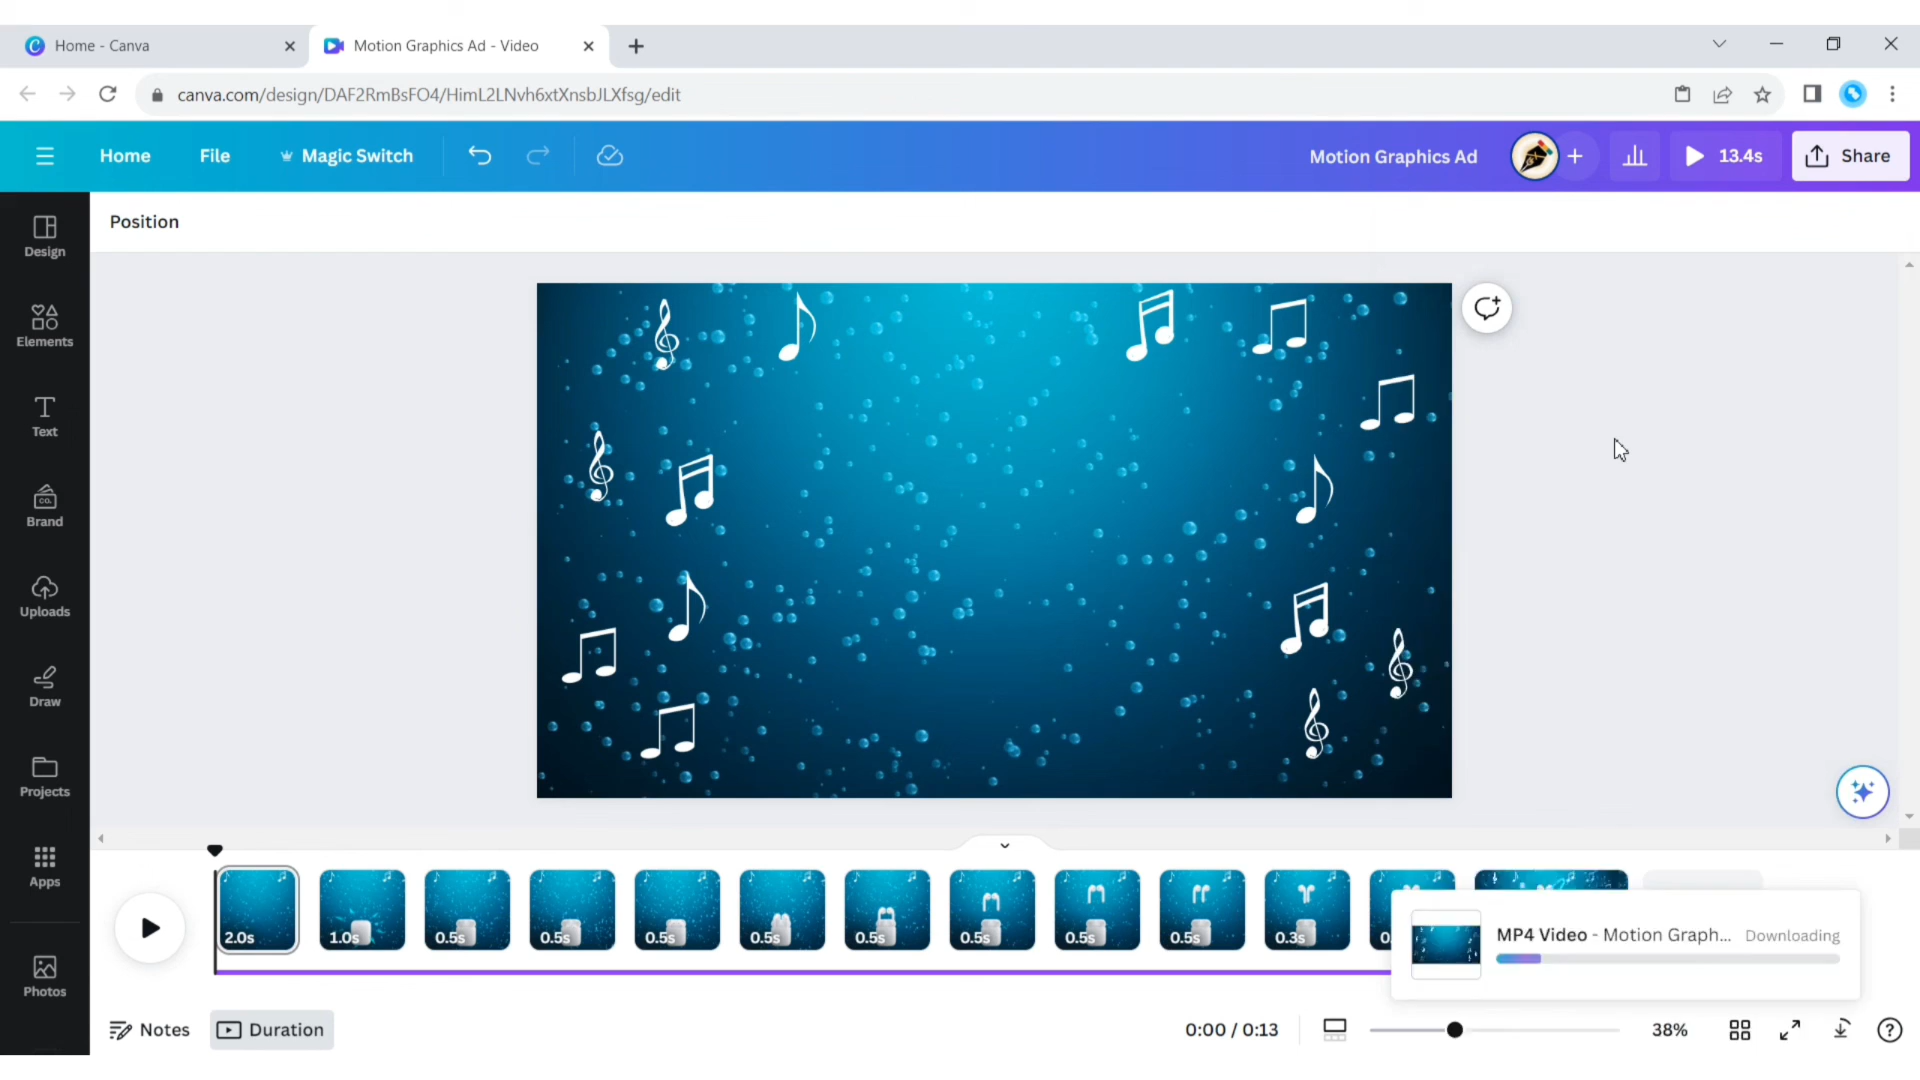 Home - Canva
Motion Graphics Ad - Video
canva.com/design/DAF2RmBsFO4/HimL2LNvh6xtXnsbJLXfsg/edit
Home
File
Magic Switch
Motion Graphics Ad
13.4s
Share
Position
Design
Elements
Text
CO.
Brand
Uploads
Draw
Projects
Apps
Photos
2.0s
1.0s
0.5s
0.5s
0.5s
0.5s
0.5s
0.5s
0.5s
0.5s
0.3s
MP4 Video - Motion Graph...
Downloading
Notes
Duration
0:00 / 0:13
38%